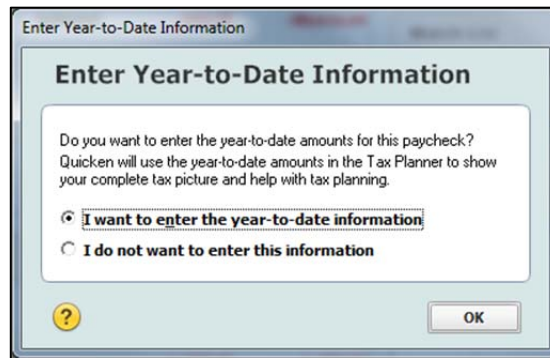 Enter Year-to-Date Information
Enter Year-to-Date Information
Do you want to enter the year-to-date amounts for this paycheck?
Quicken will use the year-to-date amounts in the Tax Planner to show
your complete tax picture and help with tax planning.
I want to enter the year-to-date information
I do not want to enter this information
?
OK